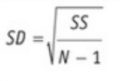 SD = √(SS / (N − 1))